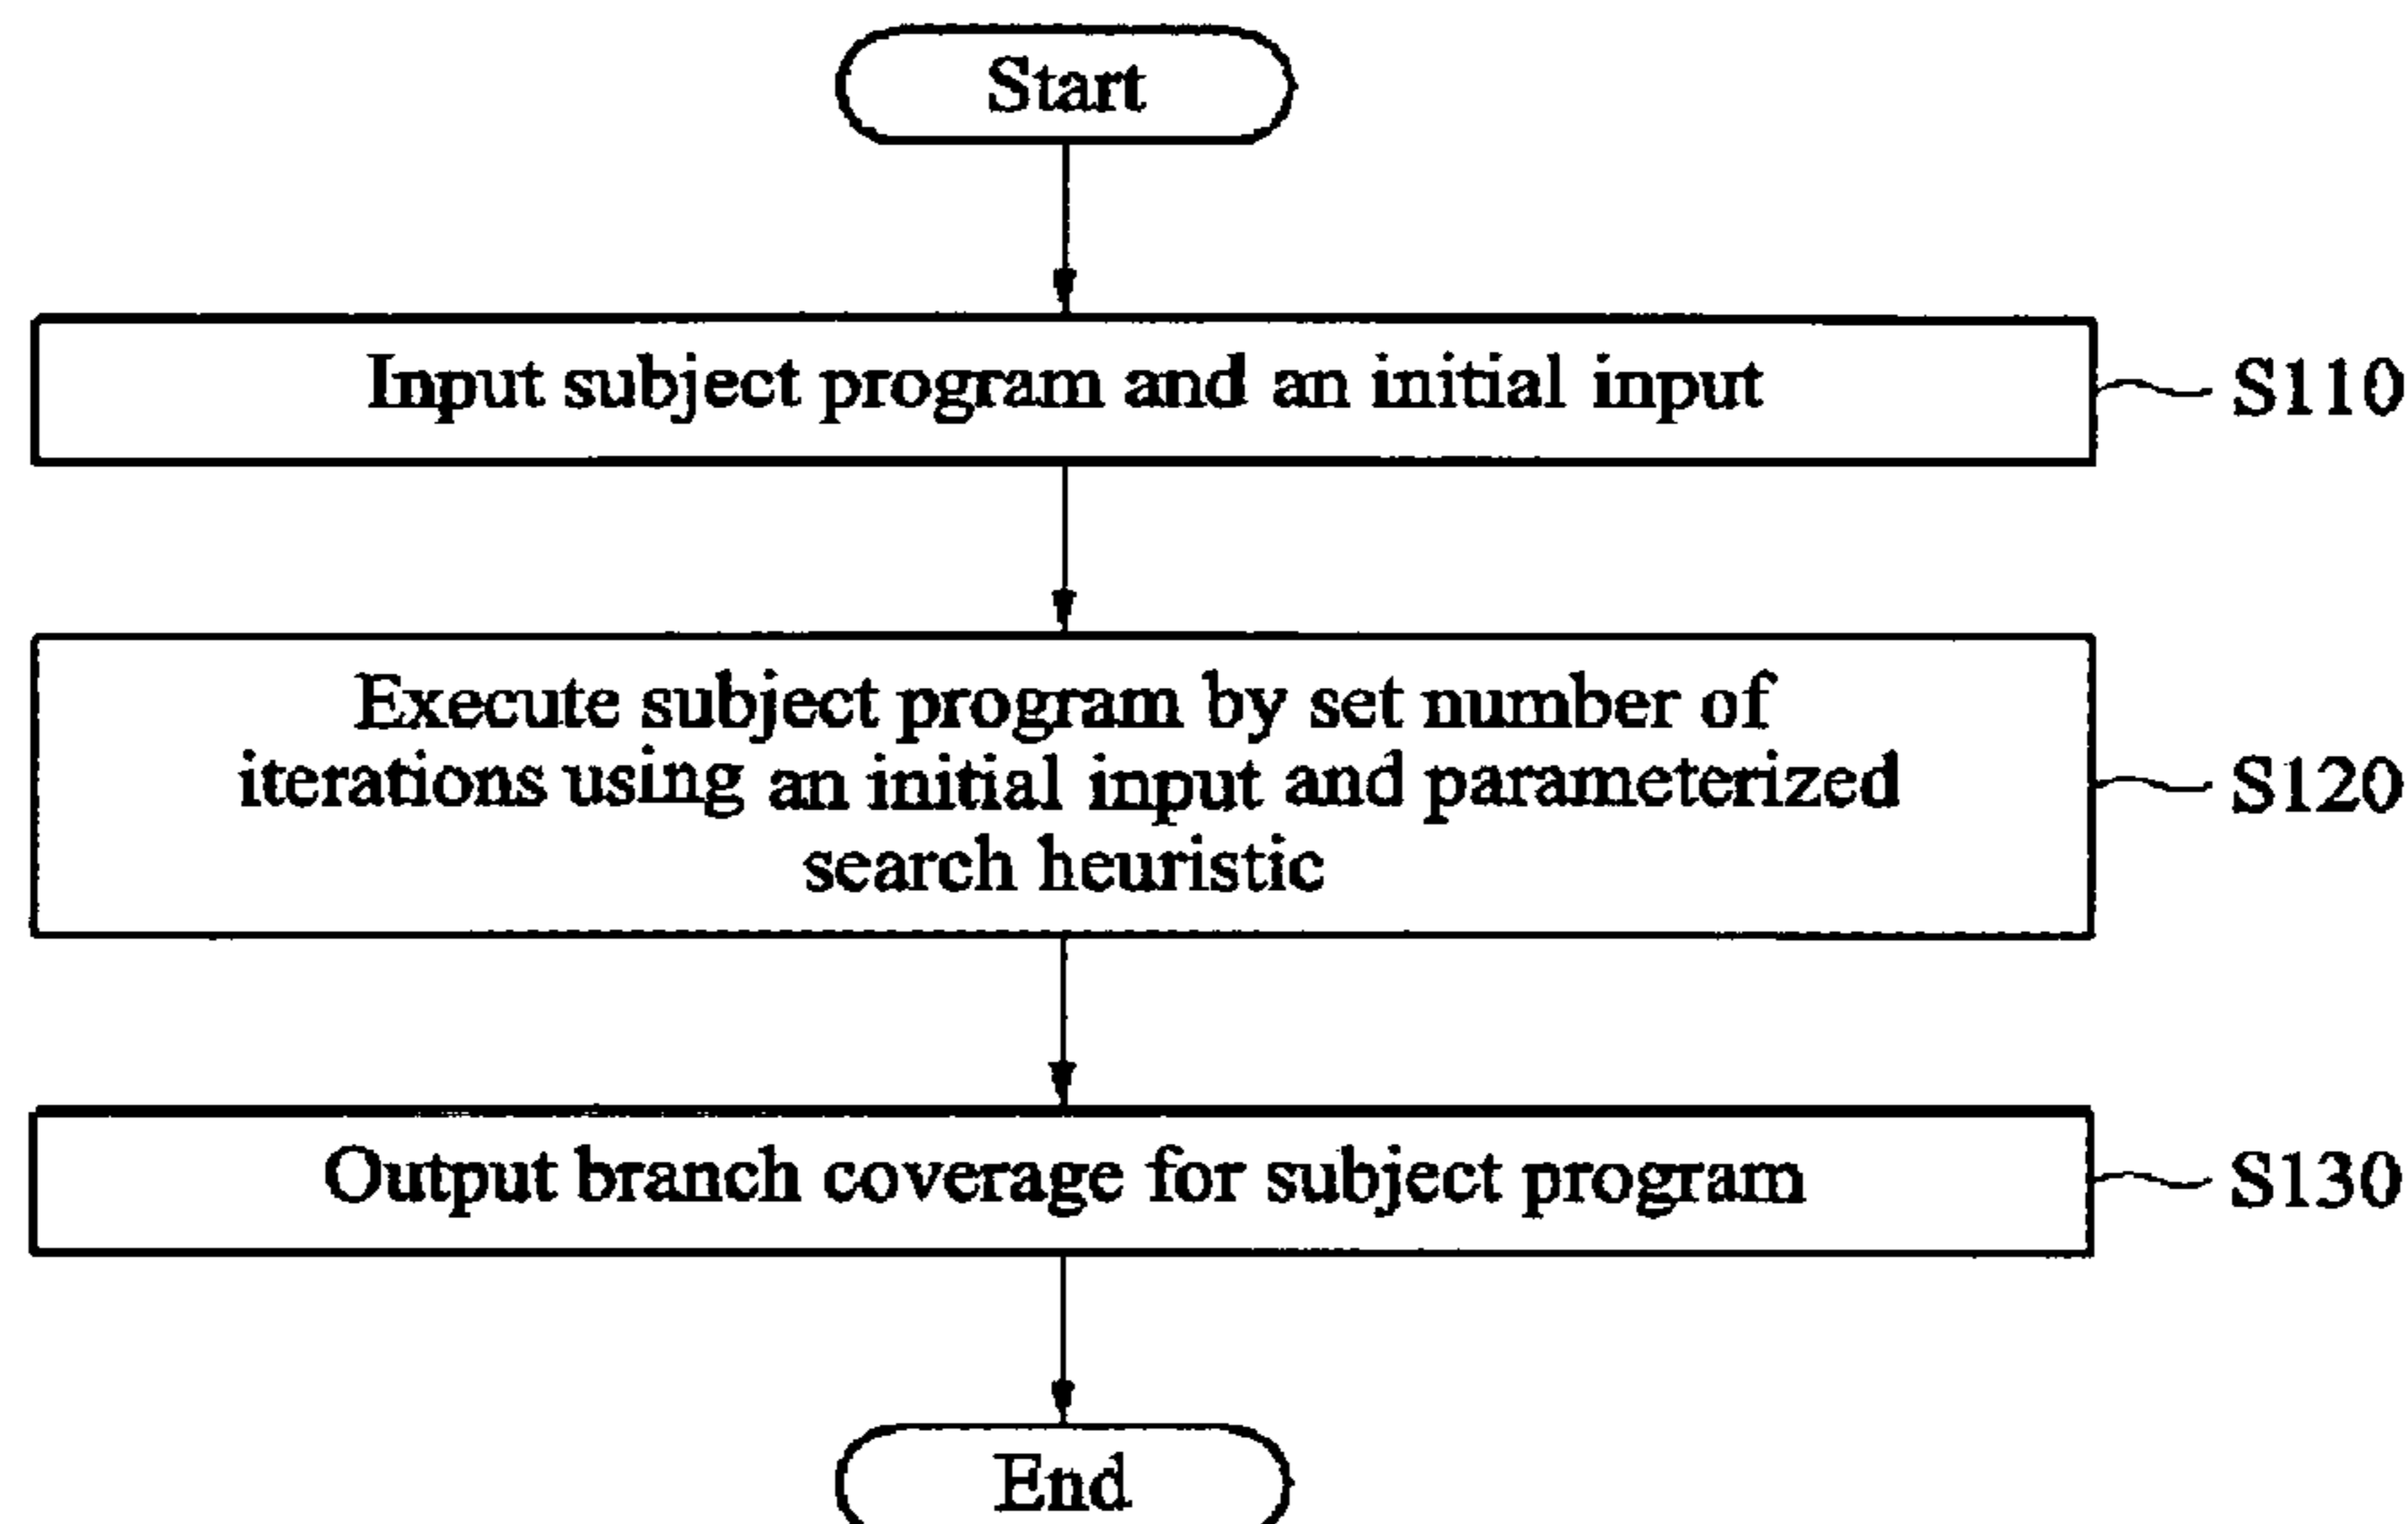 Start
Input subject program and an initial input
S110
Execute subject program by set number of
iterations using an initial input and parameterized
search heuristic
S120
Output branch coverage for subject program
S130
End